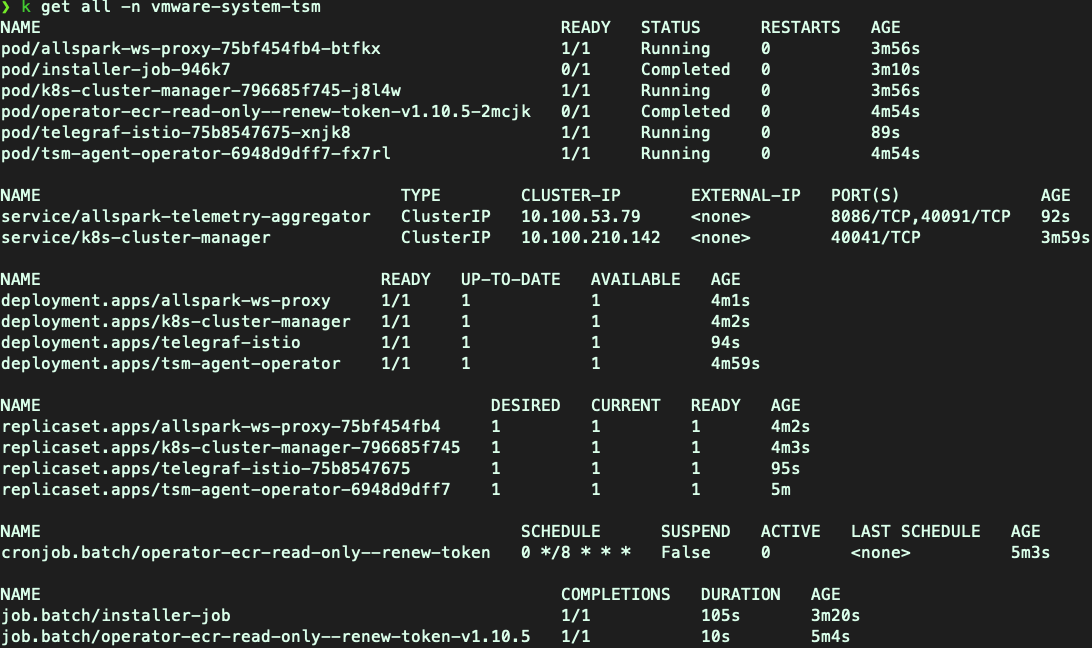 ❯ k get all -n vmware-system-tsm
NAME                                                    READY   STATUS      RESTARTS   AGE
pod/allspark-ws-proxy-75bf454fb4-btfkx                  1/1     Running     0          3m56s
pod/installer-job-946k7                                 0/1     Completed   0          3m10s
pod/k8s-cluster-manager-796685f745-j8l4w                1/1     Running     0          3m56s
pod/operator-ecr-read-only--renew-token-v1.10.5-2mcjk   0/1     Completed   0          4m54s
pod/telegraf-istio-75b8547675-xnjk8                     1/1     Running     0          89s
pod/tsm-agent-operator-6948d9dff7-fx7rl                 1/1     Running     0          4m54s
NAME                                    TYPE        CLUSTER-IP       EXTERNAL-IP   PORT(S)              AGE
service/allspark-telemetry-aggregator   ClusterIP   10.100.53.79     <none>        8086/TCP,40091/TCP   92s
service/k8s-cluster-manager             ClusterIP   10.100.210.142   <none>        40041/TCP            3m59s
NAME                                  READY   UP-TO-DATE   AVAILABLE   AGE
deployment.apps/allspark-ws-proxy     1/1     1            1           4m1s
deployment.apps/k8s-cluster-manager   1/1     1            1           4m2s
deployment.apps/telegraf-istio        1/1     1            1           94s
deployment.apps/tsm-agent-operator    1/1     1            1           4m59s
NAME                                             DESIRED   CURRENT   READY   AGE
replicaset.apps/allspark-ws-proxy-75bf454fb4     1         1         1       4m2s
replicaset.apps/k8s-cluster-manager-796685f745   1         1         1       4m3s
replicaset.apps/telegraf-istio-75b8547675        1         1         1       95s
replicaset.apps/tsm-agent-operator-6948d9dff7    1         1         1       5m
NAME                                                SCHEDULE      SUSPEND   ACTIVE   LAST SCHEDULE   AGE
cronjob.batch/operator-ecr-read-only--renew-token   0 */8 * * *   False     0        <none>          5m3s
NAME                                                    COMPLETIONS   DURATION   AGE
job.batch/installer-job                                 1/1           105s       3m20s
job.batch/operator-ecr-read-only--renew-token-v1.10.5   1/1           10s        5m4s